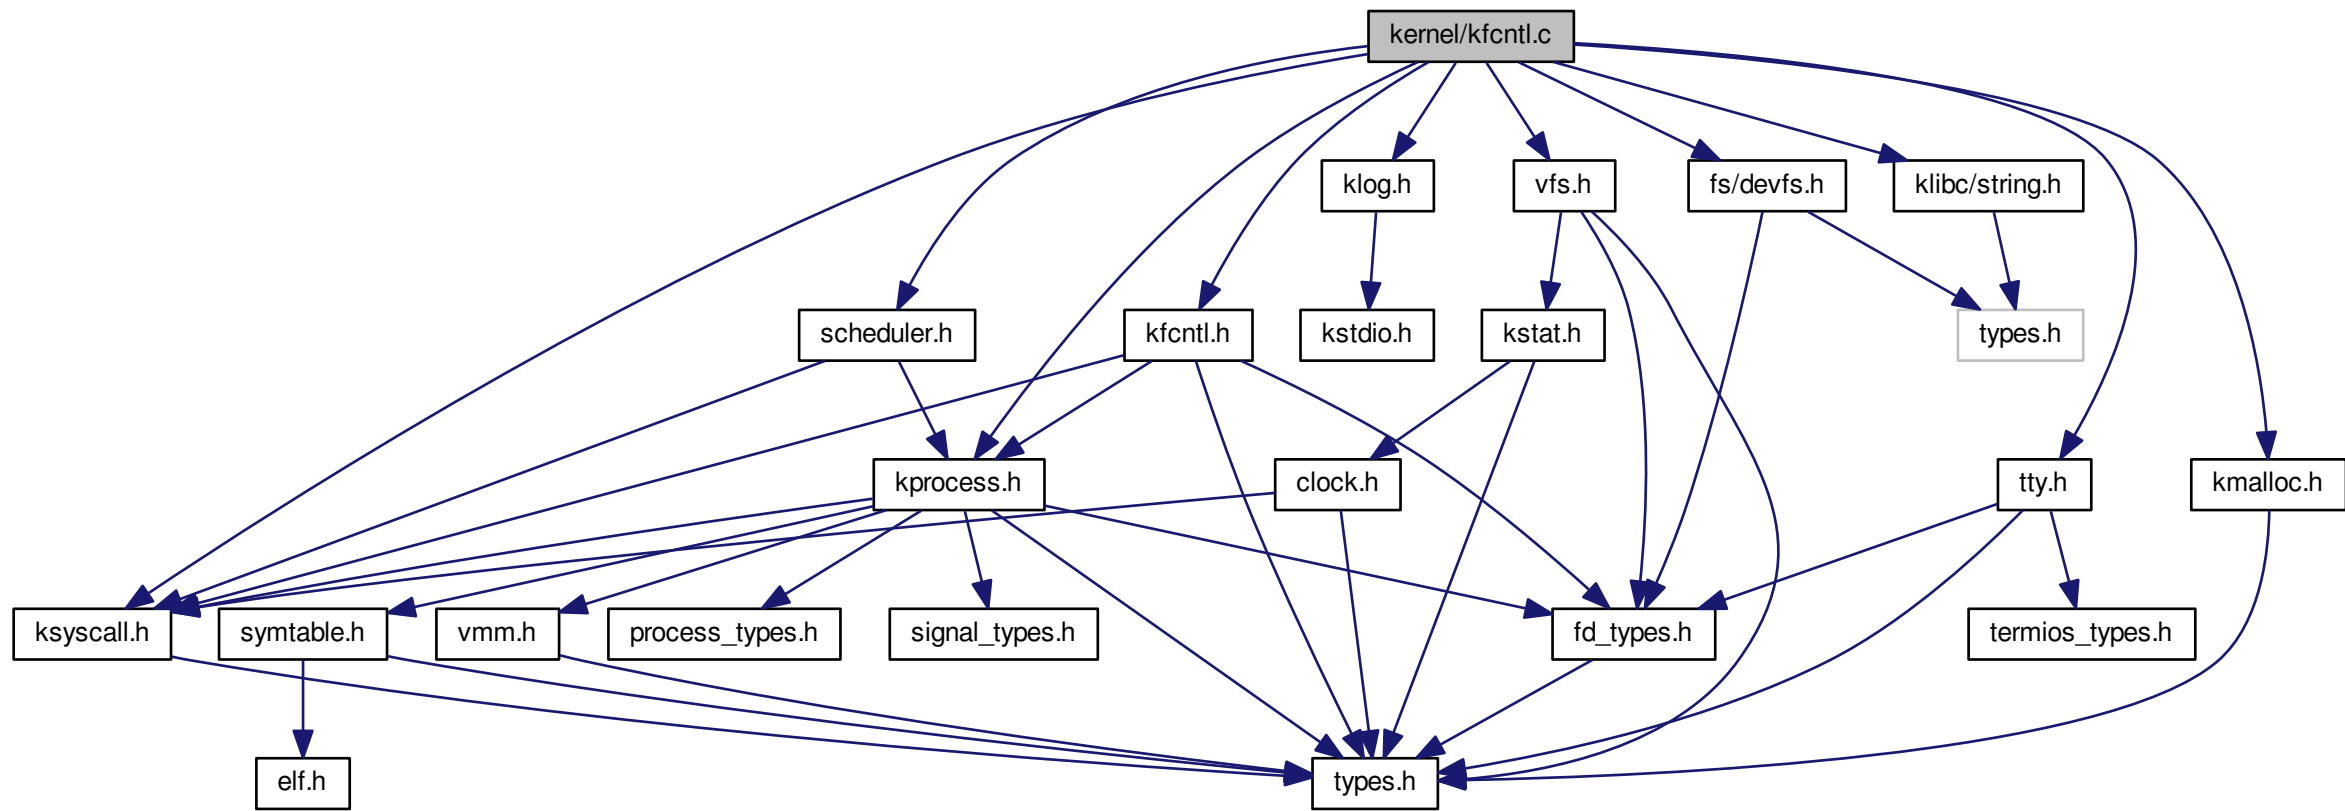 kernel/kfcntl.c
klog.h
vfs.h
fs/devfs.h
klibc/string.h
scheduler.h
kfcntl.h
kstdio.h
kstat.h
types.h
kprocess.h
clock.h
tty.h
kmalloc.h
ksyscall.h
symtable.h
vmm.h
process_types.h
signal_types.h
fd_types.h
termios_types.h
elf.h
types.h